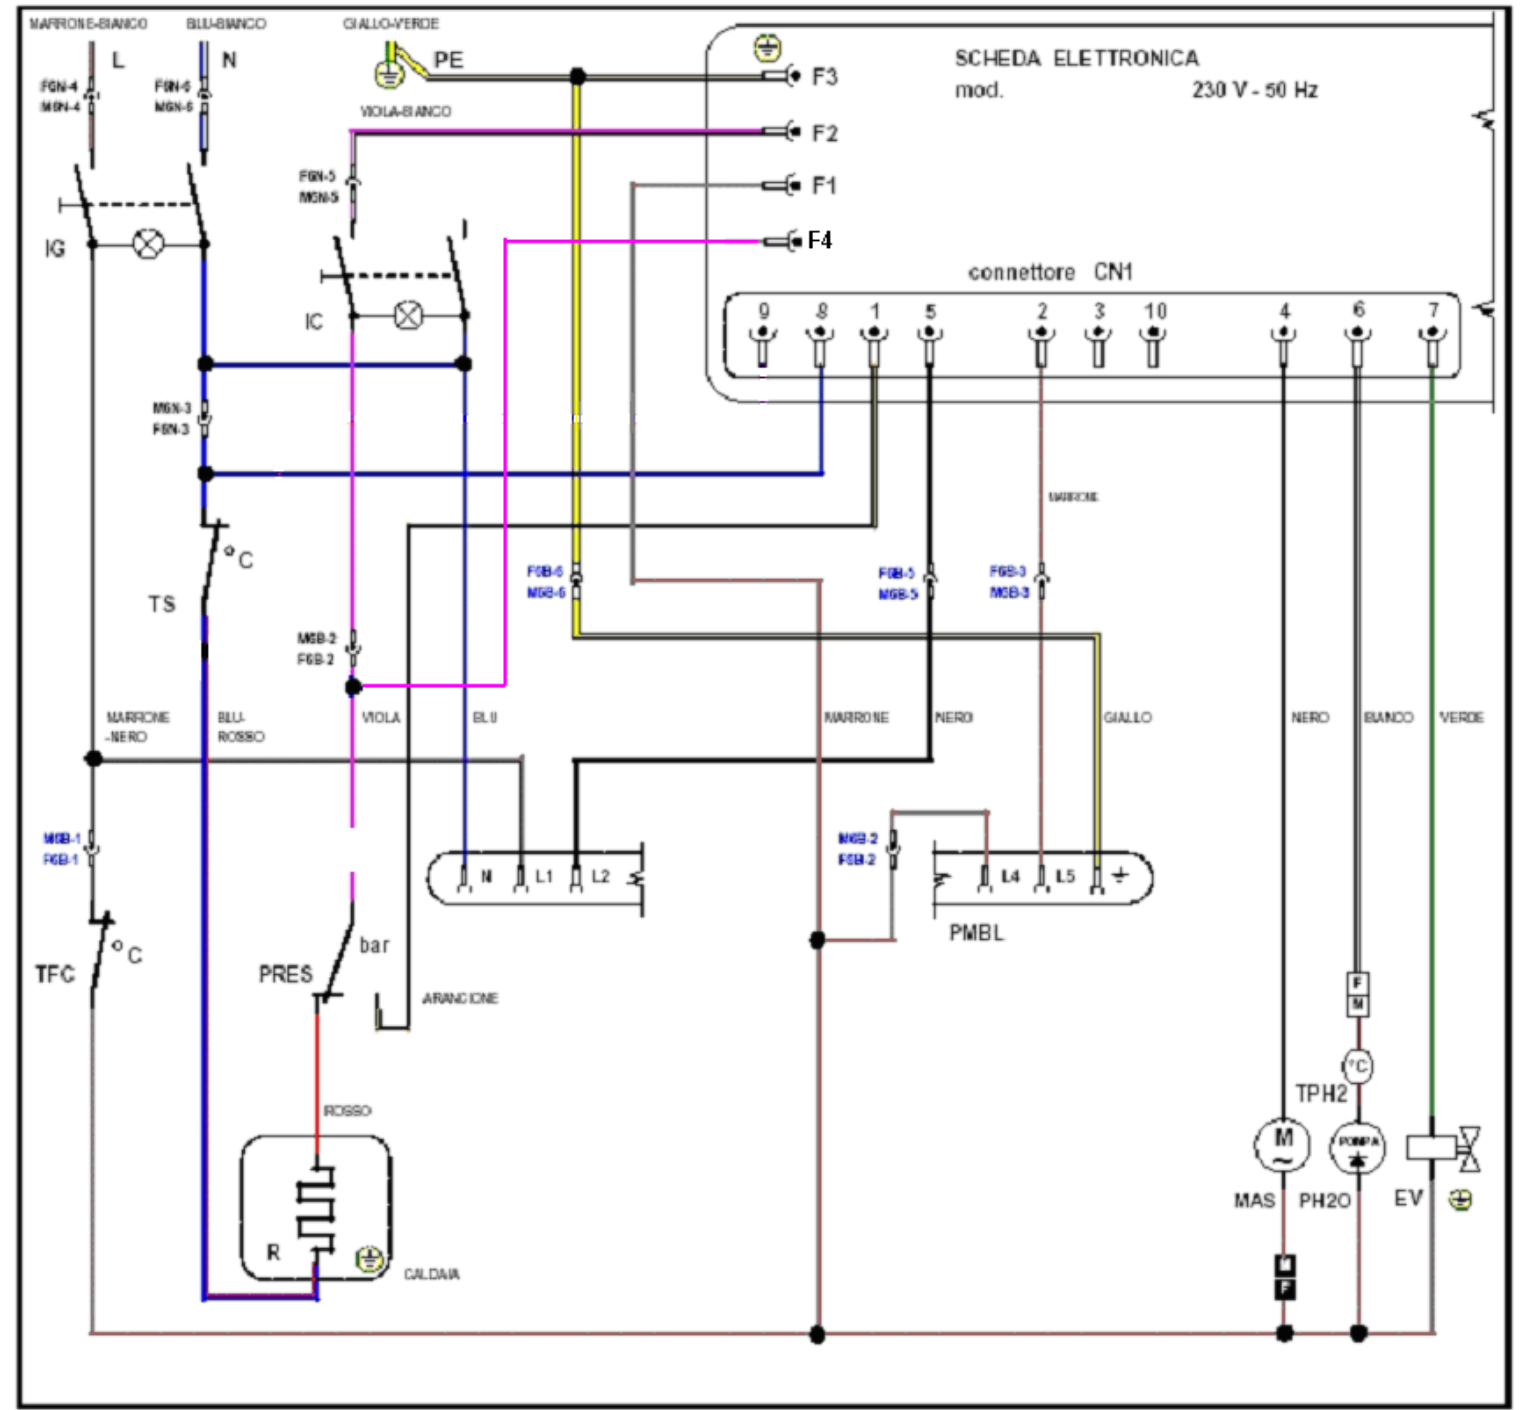 MARRONE-BIANCO BLU-BIANCO GIALLO-VERDE
L N PE
F6N-4 F6N-6
M6N-4 M6N-6
SCHEDA ELETTRONICA
mod. 230 V - 50 Hz
F3
VIOLA-BIANCO
F2
F6N-5
M6N-5
F1
IG
F4
IC
connettore CN1
9 8 1 5 2 3 10 4 6 7
M6N-3
F6N-3
MARRONE
°C
TS
F6B-6 F6B-5 F6B-3
M6B-6 M6B-5 M6B-3
M6B-2
F6B-2
MARRONE
-NERO
BLU-
ROSSO
VIOLA BLU MARRONE NERO GIALLO NERO BIANCO VERDE
M6B-1
F6B-1
M6B-2
F6B-2
N L1 L2 L4 L5
PMBL
°C
TFC
bar
PRES
ARANCIONE
F
M
°C
TPH2
ROSSO
M
~
POMPA
MAS PH2O EV
R
CALDAIA
M
F